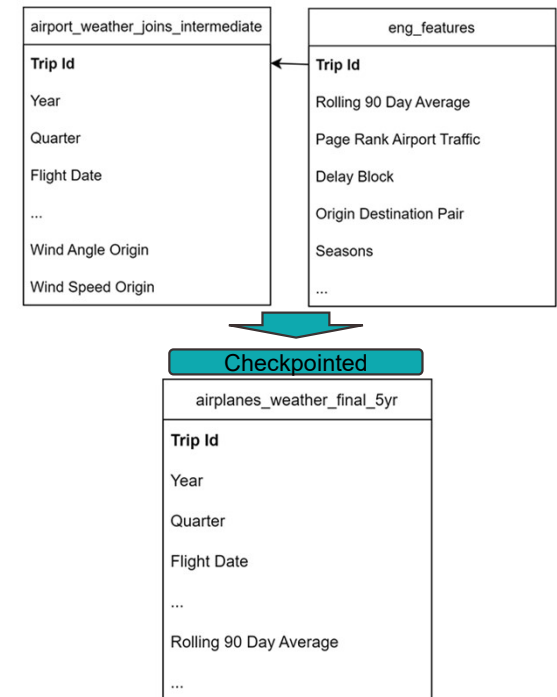 airport_weather_joins_intermediate
Trip Id
Year
Quarter
Flight Date
...
Wind Angle Origin
Wind Speed Origin
eng_features
Trip Id
Rolling 90 Day Average
Page Rank Airport Traffic
Delay Block
Origin Destination Pair
Seasons
...
Checkpointed
airplanes_weather_final_5yr
Trip Id
Year
Quarter
Flight Date
...
Rolling 90 Day Average
...